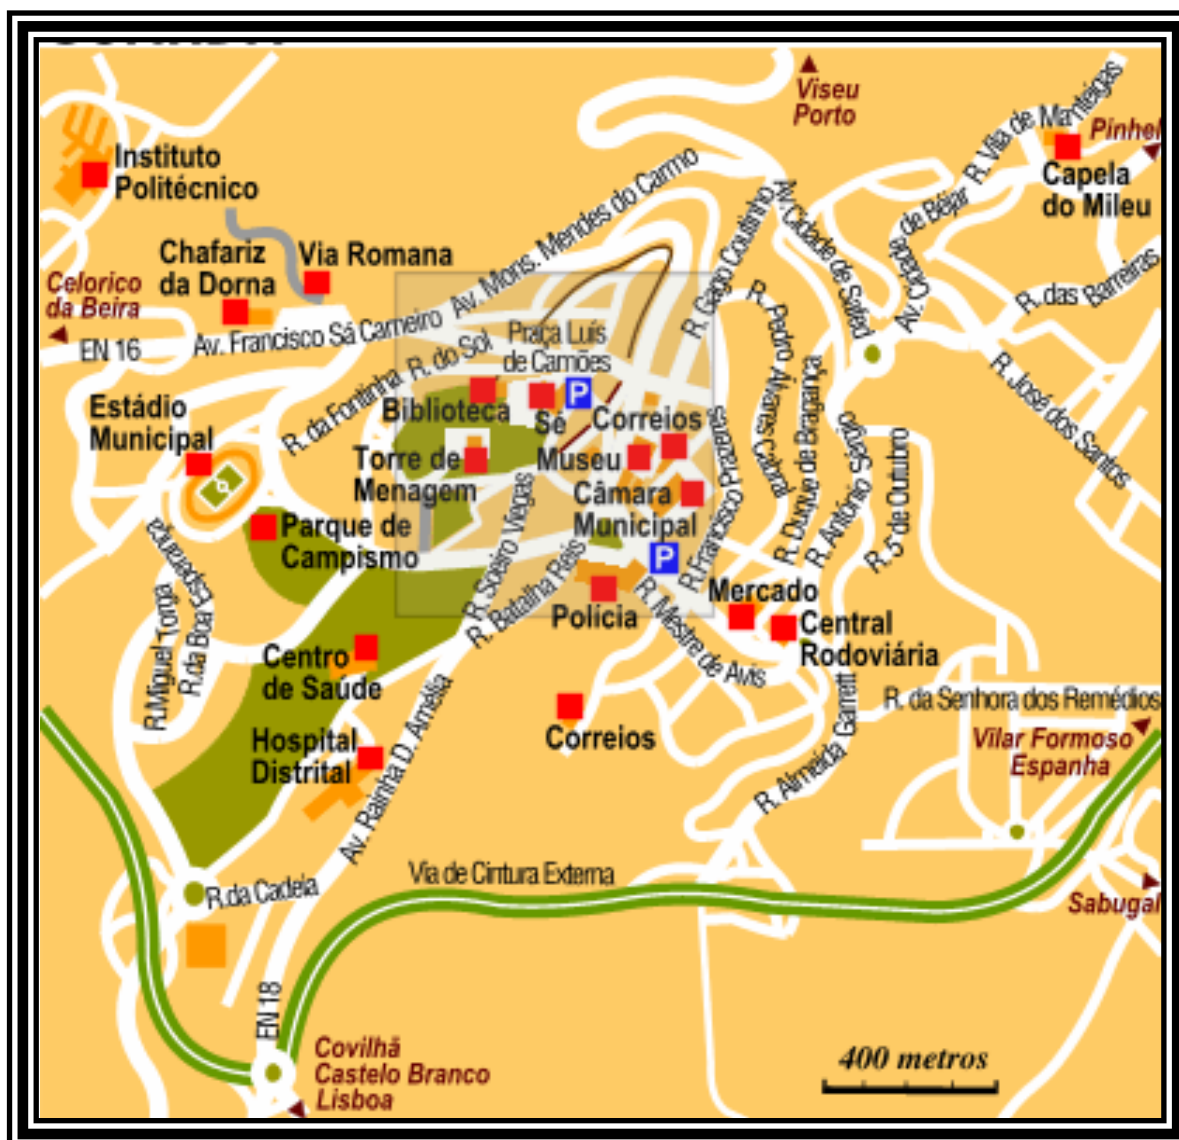 Viseu
Porto
R. Vila de Manteigas
Pinhel
Capela
do Mileu
Instituto
Politécnico
Av. Mons. Mendes do Carmo
R. Gago Coutinho
Av. Cidade de Safed
Av. Cidade de Béjar
R. das Barreiras
Chafariz
da Dorna
Via Romana
Celorico
da Beira
EN 16
Av. Francisco Sá Carneiro
R. da Fontinha
R. do Sol
Praça Luís
de Camões
R. Pedro Álvares Cabral
R. Duque de Bragança
R. José dos Santos
Estádio
Municipal
Biblioteca
Sé
P
Correios
Torre de
Menagem
Museu
Câmara
Municipal
R. Francisco Prazeres
R. António Sérgio
R. 5 de Outubro
Parque de
Campismo
R. Soeiro Viegas
R. Batalha Reis
P
Polícia
R. Mestre de Avis
Mercado
Central
Rodoviária
R.Miguel Torga
R.da Boa Esperança
Centro
de Saúde
Hospital
Distrital
Av. Rainha D. Amélia
Correios
R. Almeida Garrett
R. da Senhora dos Remédios
Vilar Formoso
Espanha
R.da Cadeia
Via de Cintura Externa
Sabugal
EN 18
Covilhã
Castelo Branco
Lisboa
400 metros